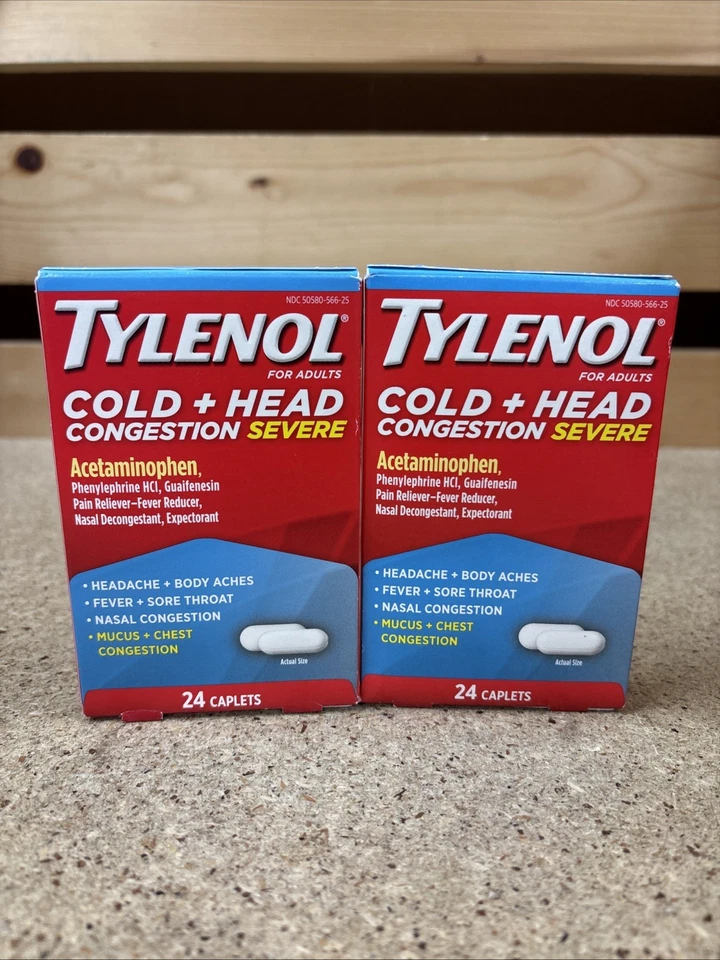 NDC 50580-566-25
TYLENOL®
FOR ADULTS
COLD + HEAD
CONGESTION SEVERE
Acetaminophen,
Phenylephrine HCl, Guaifenesin
Pain Reliever–Fever Reducer,
Nasal Decongestant, Expectorant
• HEADACHE + BODY ACHES
• FEVER + SORE THROAT
• NASAL CONGESTION
• MUCUS + CHEST
CONGESTION
Actual Size
24 CAPLETS
NDC 50580-566-25
TYLENOL®
FOR ADULTS
COLD + HEAD
CONGESTION SEVERE
Acetaminophen,
Phenylephrine HCl, Guaifenesin
Pain Reliever–Fever Reducer,
Nasal Decongestant, Expectorant
• HEADACHE + BODY ACHES
• FEVER + SORE THROAT
• NASAL CONGESTION
• MUCUS + CHEST
CONGESTION
Actual Size
24 CAPLETS